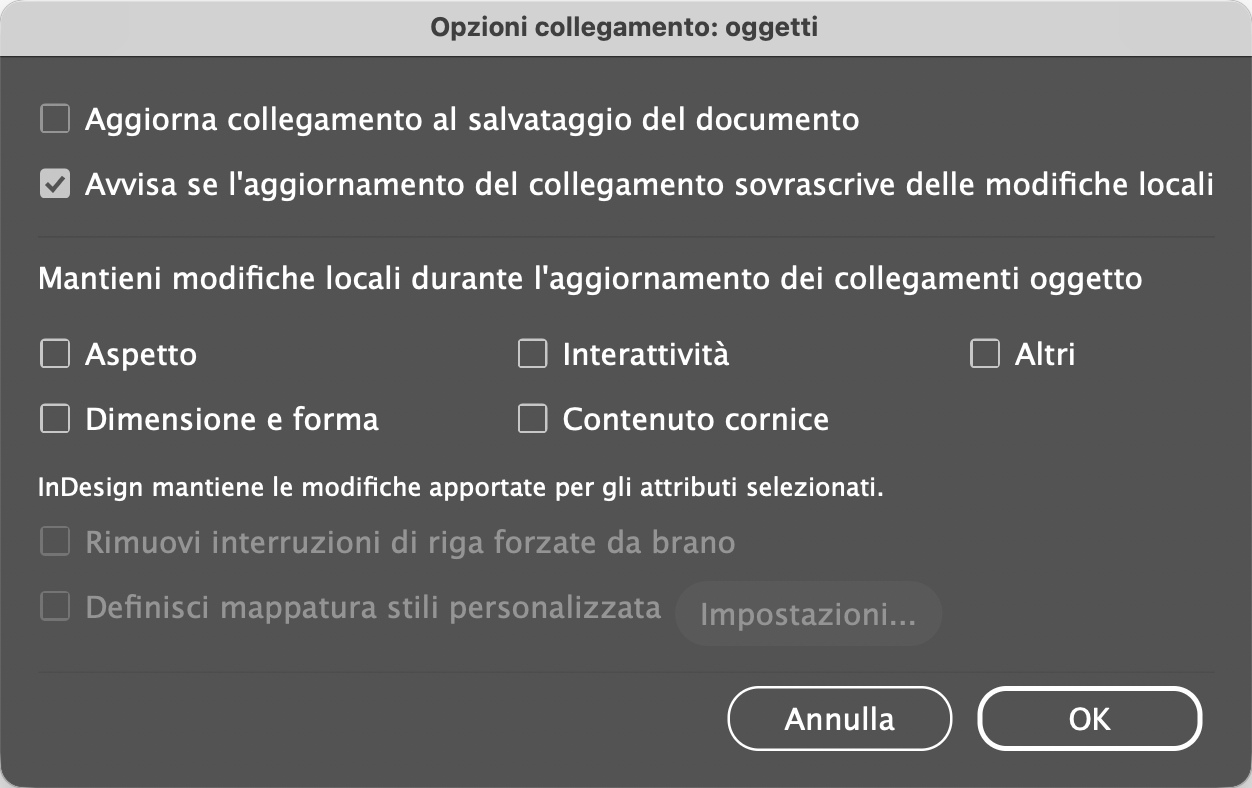 Opzioni collegamento: oggetti
Aggiorna collegamento al salvataggio del documento
Avvisa se l'aggiornamento del collegamento sovrascrive delle modifiche locali
Mantieni modifiche locali durante l'aggiornamento dei collegamenti oggetto
Aspetto Interattività Altri
Dimensione e forma Contenuto cornice
InDesign mantiene le modifiche apportate per gli attributi selezionati.
Rimuovi interruzioni di riga forzate da brano
Definisci mappatura stili personalizzata Impostazioni...
Annulla OK